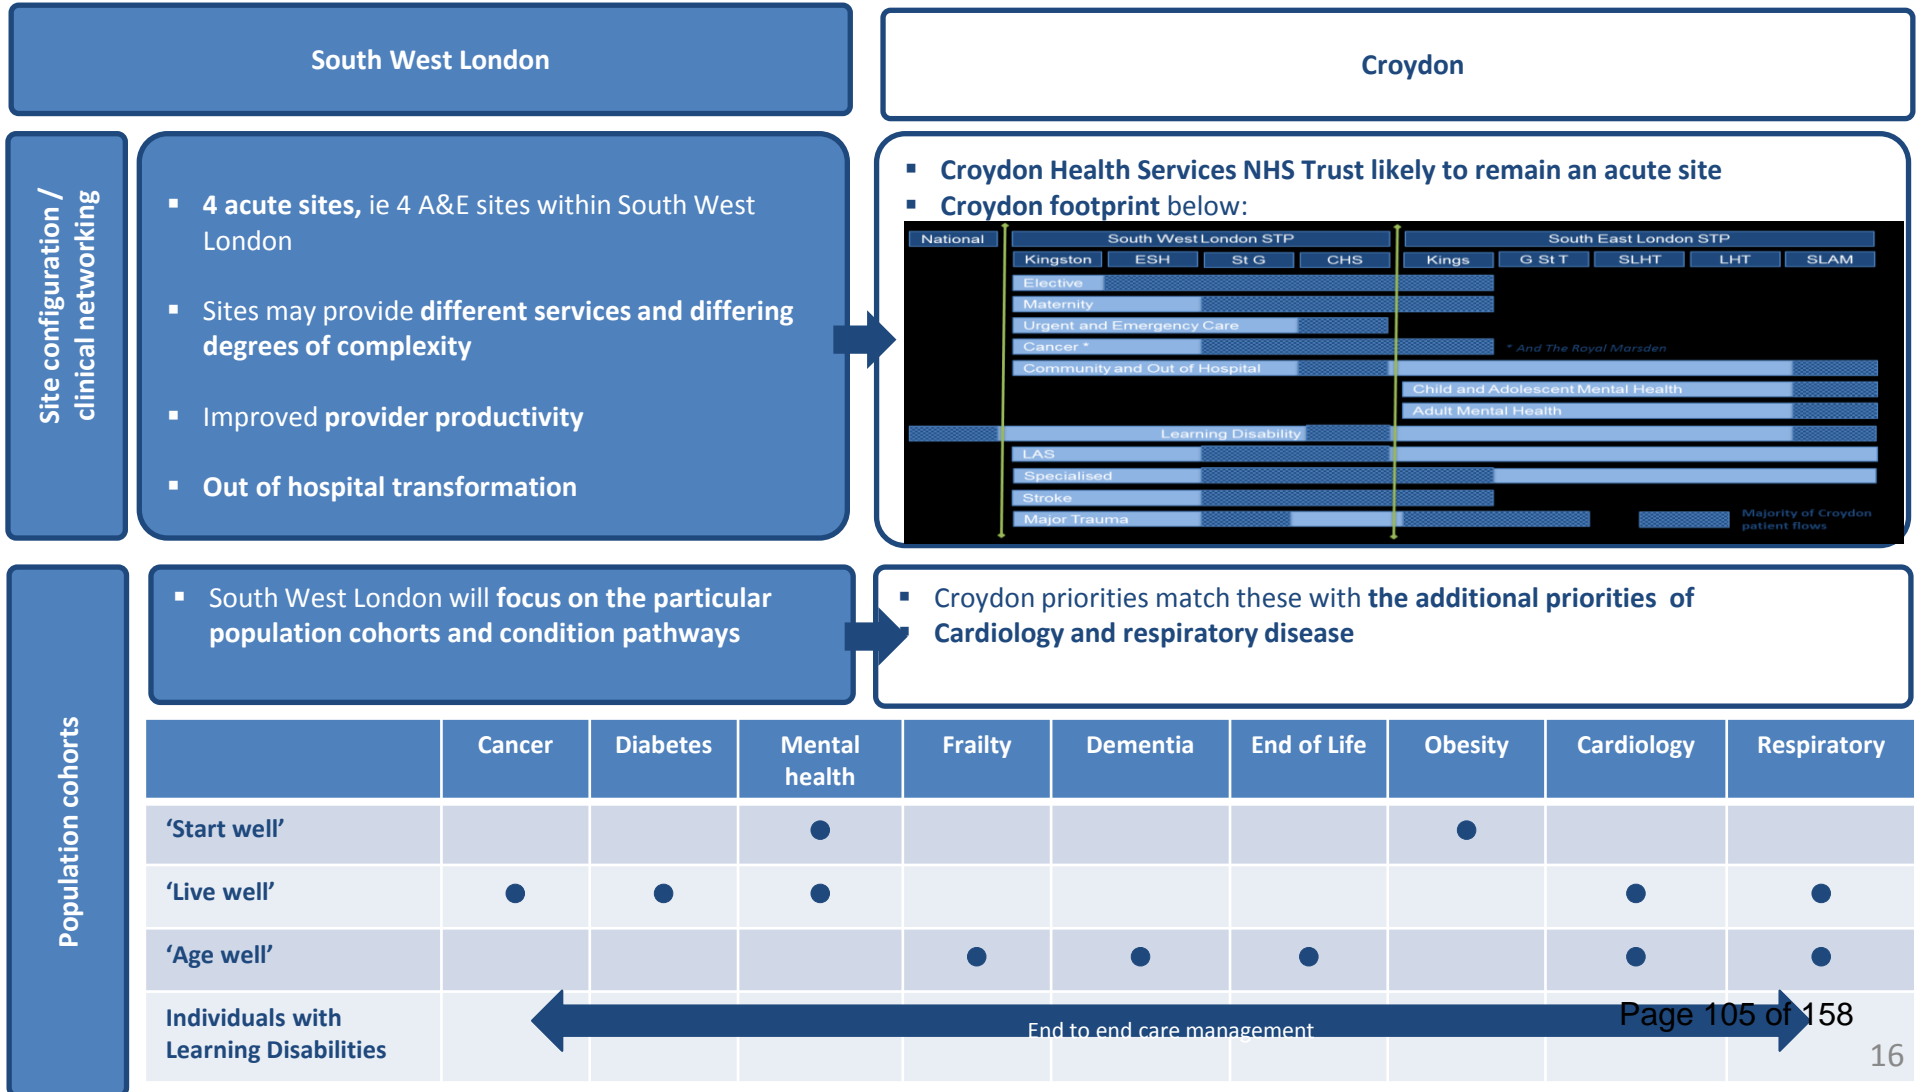 South West London
Croydon
Site configuration /
clinical networking
▪ 4 acute sites, ie 4 A&E sites within South West
London
▪ Sites may provide different services and differing
degrees of complexity
▪ Improved provider productivity
▪ Out of hospital transformation
▪ Croydon Health Services NHS Trust likely to remain an acute site
▪ Croydon footprint below:
National South West London STP South East London STP
Kingston ESH St G CHS Kings G St T SLHT LHT SLAM
Elective
Maternity
Urgent and Emergency Care
Cancer * * And The Royal Marsden
Community and Out of Hospital
Child and Adolescent Mental Health
Adult Mental Health
Learning Disability
LAS
Specialised
Stroke
Major Trauma
Majority of Croydon
patient flows
Population cohorts
▪ South West London will focus on the particular
population cohorts and condition pathways
▪ Croydon priorities match these with the additional priorities of
▪ Cardiology and respiratory disease
Cancer Diabetes Mental
health Frailty Dementia End of Life Obesity Cardiology Respiratory
‘Start well’ ● ●
‘Live well’ ● ● ● ● ●
‘Age well’ ● ● ● ● ●
Individuals with
Learning Disabilities
End to end care management
Page 105 of 158
16